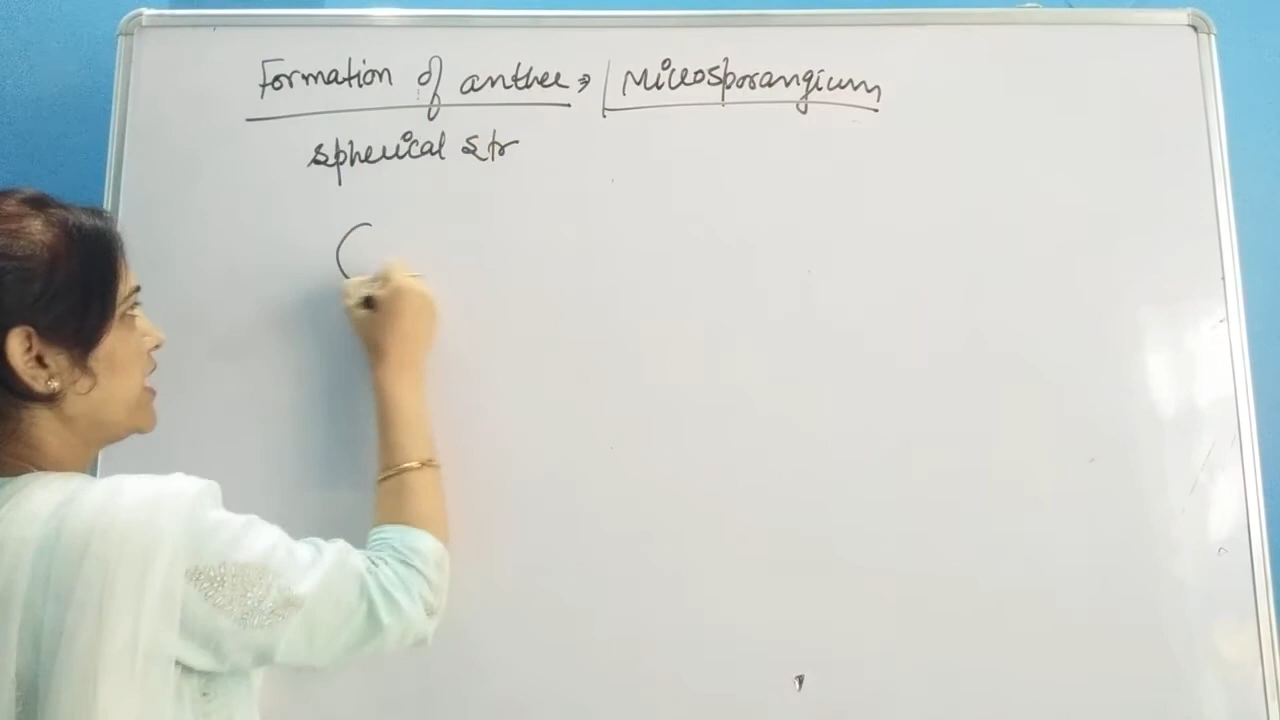 Formation of anther → Microsporangium
spherical str